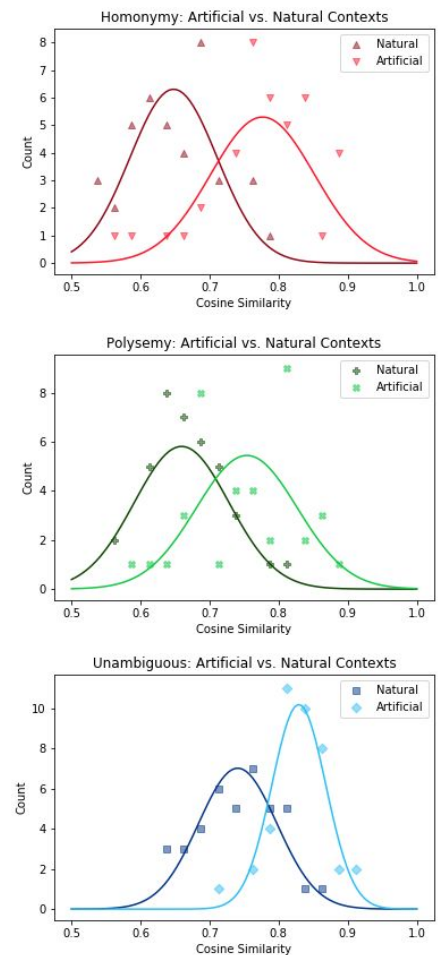 Homonymy: Artificial vs. Natural Contexts
8
7
6
5
4
3
2
1
0
Count
Natural
Artificial
0.5 0.6 0.7 0.8 0.9 1.0
Cosine Similarity
Polysemy: Artificial vs. Natural Contexts
8
6
4
2
0
Count
Natural
Artificial
0.5 0.6 0.7 0.8 0.9 1.0
Cosine Similarity
Unambiguous: Artificial vs. Natural Contexts
10
8
6
4
2
0
Count
Natural
Artificial
0.5 0.6 0.7 0.8 0.9 1.0
Cosine Similarity